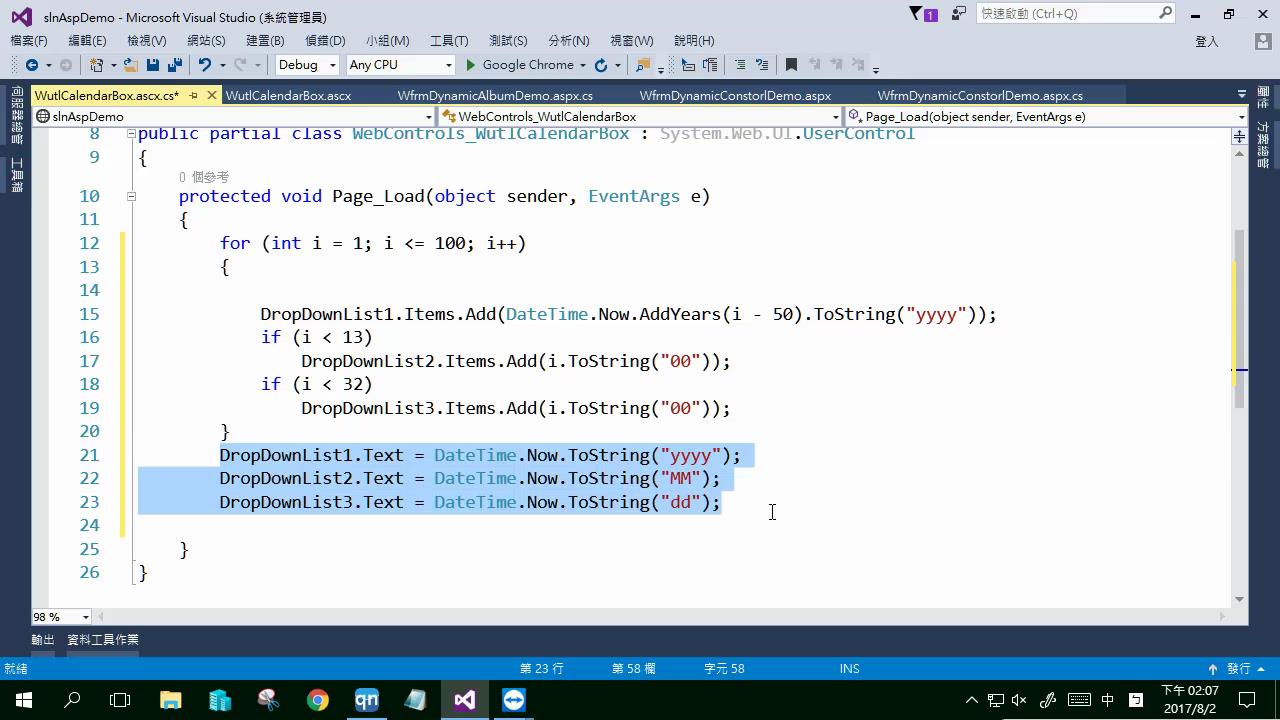 slnAspDemo - Microsoft Visual Studio (系統管理員)
1
快速啟動 (Ctrl+Q)
檔案(F) 編輯(E) 檢視(V) 網站(S) 建置(B) 偵錯(D) 小組(M) 工具(T) 測試(S) 分析(N) 視窗(W) 說明(H)
登入
Debug Any CPU Google Chrome
WutlCalendarBox.ascx.cs* WutlCalendarBox.ascx WfrmDynamicAlbumDemo.aspx.cs WfrmDynamicConstorlDemo.aspx WfrmDynamicConstorlDemo.aspx.cs
slnAspDemo WebControls_WutlCalendarBox Page_Load(object sender, EventArgs e)
伺服器總管
工具箱
屬性
方案總管
8 public partial class WebControls_WutlCalendarBox : System.Web.UI.UserControl
9 {
0 個參考
10 protected void Page_Load(object sender, EventArgs e)
11 {
12 for (int i = 1; i <= 100; i++)
13 {
14
15 DropDownList1.Items.Add(DateTime.Now.AddYears(i - 50).ToString("yyyy"));
16 if (i < 13)
17 DropDownList2.Items.Add(i.ToString("00"));
18 if (i < 32)
19 DropDownList3.Items.Add(i.ToString("00"));
20 }
21 DropDownList1.Text = DateTime.Now.ToString("yyyy");
22 DropDownList2.Text = DateTime.Now.ToString("MM");
23 DropDownList3.Text = DateTime.Now.ToString("dd");
24
25 }
26 }
98 %
輸出 資料工具作業
就緒 第 23 行 第 58 欄 字元 58 INS 發行
qn
中
下午 02:07
2017/8/2